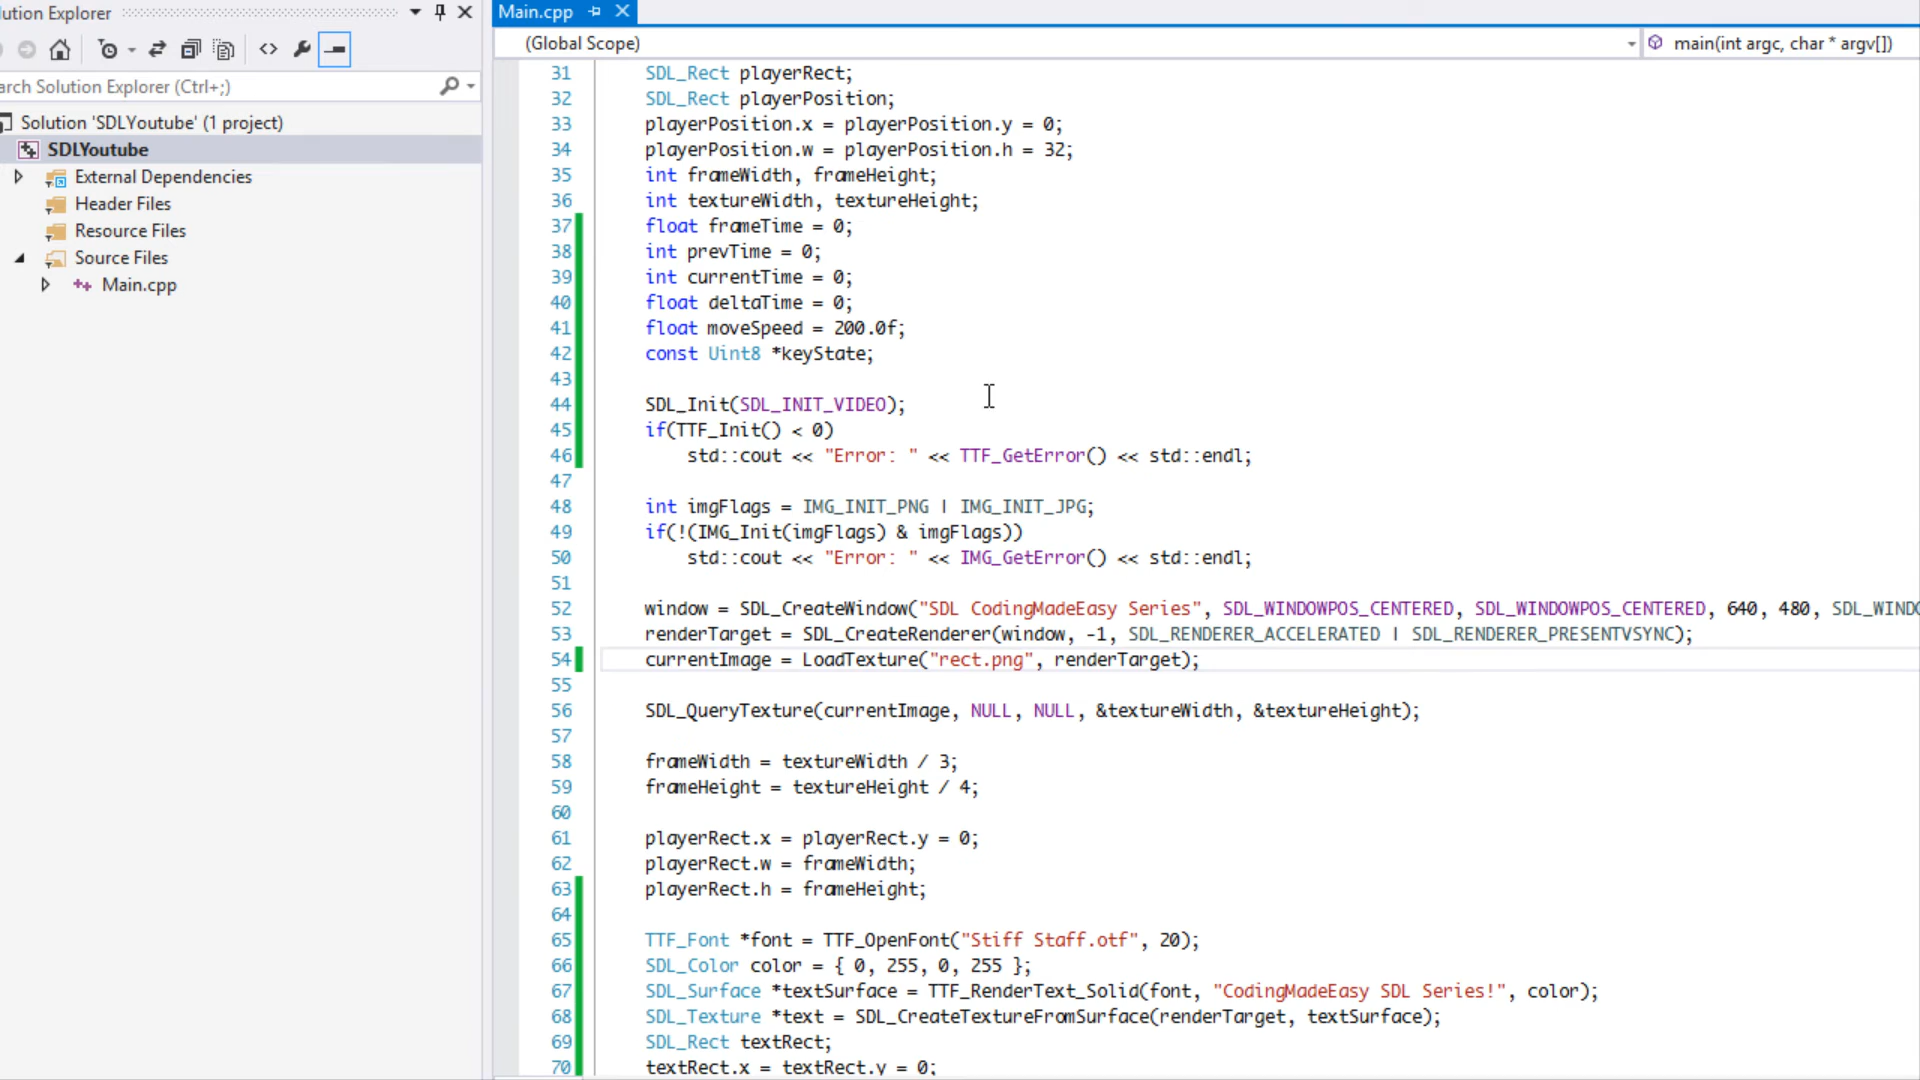 ution Explorer
arch Solution Explorer (Ctrl+;)
Solution 'SDLYoutube' (1 project)
SDLYoutube
External Dependencies
Header Files
Resource Files
Source Files
Main.cpp
Main.cpp
(Global Scope)
main(int argc, char * argv[])
31 SDL_Rect playerRect;
32 SDL_Rect playerPosition;
33 playerPosition.x = playerPosition.y = 0;
34 playerPosition.w = playerPosition.h = 32;
35 int frameWidth, frameHeight;
36 int textureWidth, textureHeight;
37 float frameTime = 0;
38 int prevTime = 0;
39 int currentTime = 0;
40 float deltaTime = 0;
41 float moveSpeed = 200.0f;
42 const Uint8 *keyState;
43
44 SDL_Init(SDL_INIT_VIDEO);
45 if(TTF_Init() < 0)
46 std::cout << "Error: " << TTF_GetError() << std::endl;
47
48 int imgFlags = IMG_INIT_PNG | IMG_INIT_JPG;
49 if(!(IMG_Init(imgFlags) & imgFlags))
50 std::cout << "Error: " << IMG_GetError() << std::endl;
51
52 window = SDL_CreateWindow("SDL CodingMadeEasy Series", SDL_WINDOWPOS_CENTERED, SDL_WINDOWPOS_CENTERED, 640, 480, SDL_WIND
53 renderTarget = SDL_CreateRenderer(window, -1, SDL_RENDERER_ACCELERATED | SDL_RENDERER_PRESENTVSYNC);
54 currentImage = LoadTexture("rect.png", renderTarget);
55
56 SDL_QueryTexture(currentImage, NULL, NULL, &textureWidth, &textureHeight);
57
58 frameWidth = textureWidth / 3;
59 frameHeight = textureHeight / 4;
60
61 playerRect.x = playerRect.y = 0;
62 playerRect.w = frameWidth;
63 playerRect.h = frameHeight;
64
65 TTF_Font *font = TTF_OpenFont("Stiff Staff.otf", 20);
66 SDL_Color color = { 0, 255, 0, 255 };
67 SDL_Surface *textSurface = TTF_RenderText_Solid(font, "CodingMadeEasy SDL Series!", color);
68 SDL_Texture *text = SDL_CreateTextureFromSurface(renderTarget, textSurface);
69 SDL_Rect textRect;
70 textRect.x = textRect.y = 0;